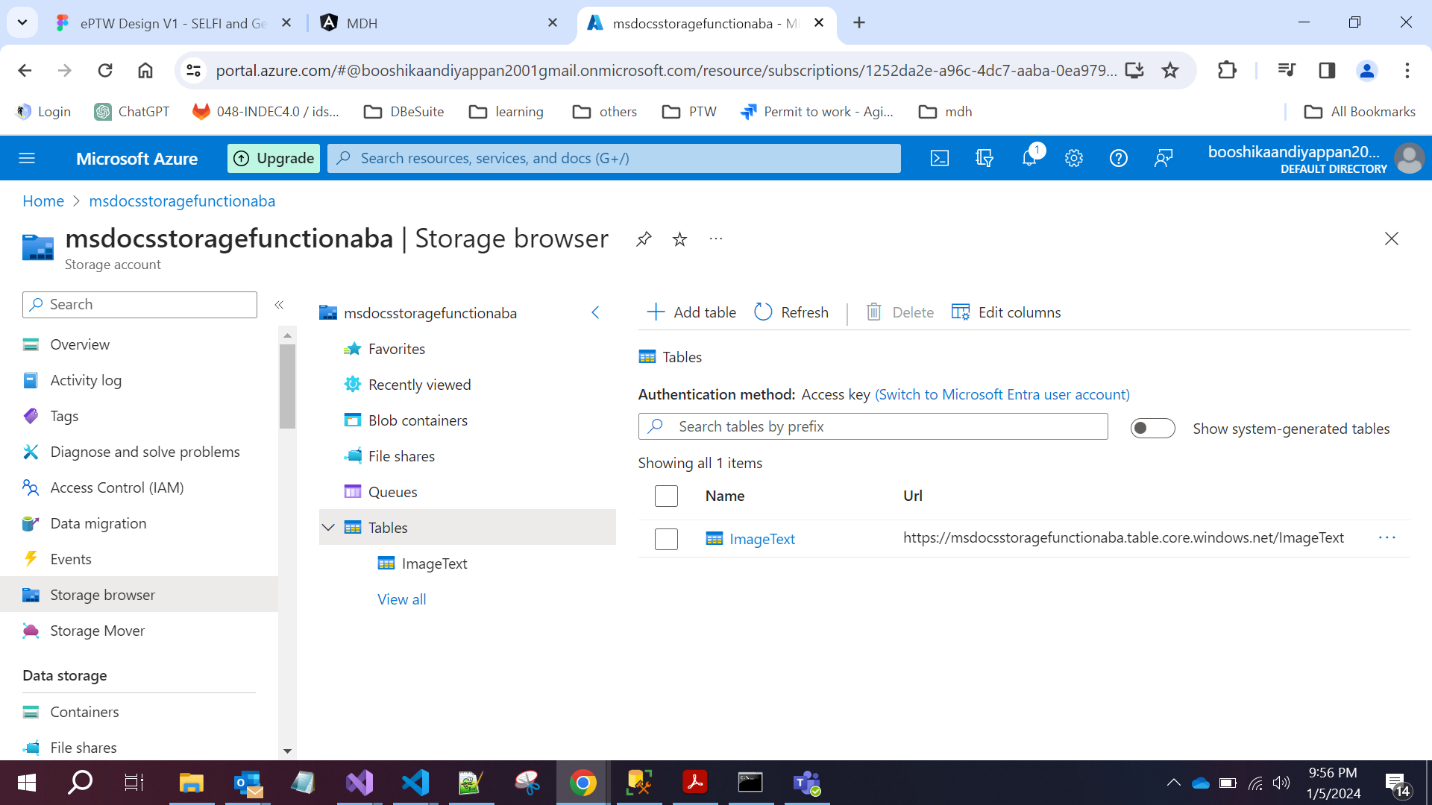 ePTW Design V1 - SELFI and Ge
MDH
msdocsstoragefunctionaba - Mi
portal.azure.com/#@booshikaandiyappan2001gmail.onmicrosoft.com/resource/subscriptions/1252da2e-a96c-4dc7-aaba-0ea979...
Login
ChatGPT
048-INDEC4.0 / ids...
DBeSuite
learning
others
PTW
Permit to work - Agi...
mdh
All Bookmarks
Microsoft Azure
Upgrade
Search resources, services, and docs (G+/)
1
booshikaandiyappan20...
DEFAULT DIRECTORY
Home > msdocsstoragefunctionaba
msdocsstoragefunctionaba | Storage browser
Storage account
Search
Overview
Activity log
Tags
Diagnose and solve problems
Access Control (IAM)
Data migration
Events
Storage browser
Storage Mover
Data storage
Containers
File shares
msdocsstoragefunctionaba
Favorites
Recently viewed
Blob containers
File shares
Queues
Tables
ImageText
View all
Add table
Refresh
Delete
Edit columns
Tables
Authentication method: Access key (Switch to Microsoft Entra user account)
Search tables by prefix
Show system-generated tables
Showing all 1 items
Name Url
ImageText https://msdocsstoragefunctionaba.table.core.windows.net/ImageText
9:56 PM
1/5/2024
14